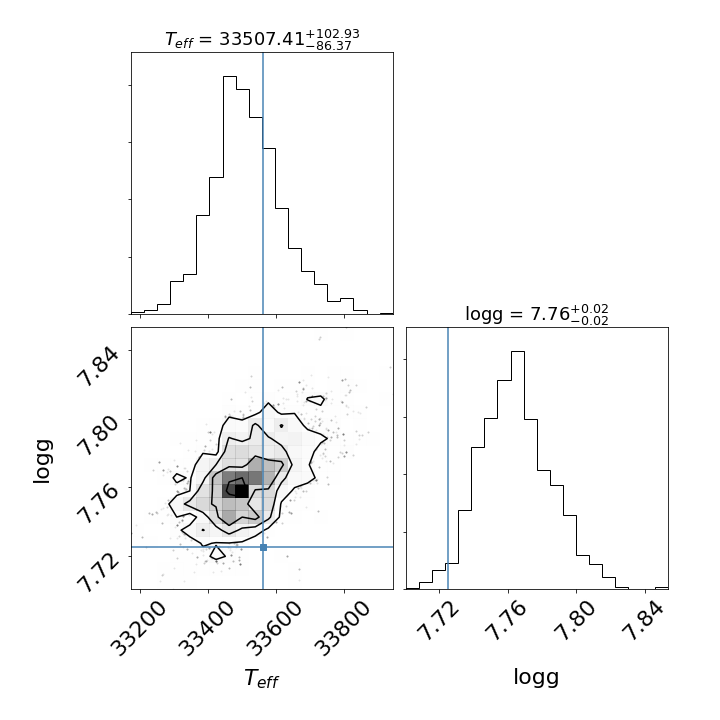 T_eff = 33507.41^{+102.93}_{-86.37}
logg = 7.76^{+0.02}_{-0.02}
7.84
7.80
7.76
7.72
logg
33200
33400
33600
33800
T_eff
7.72
7.76
7.80
7.84
logg